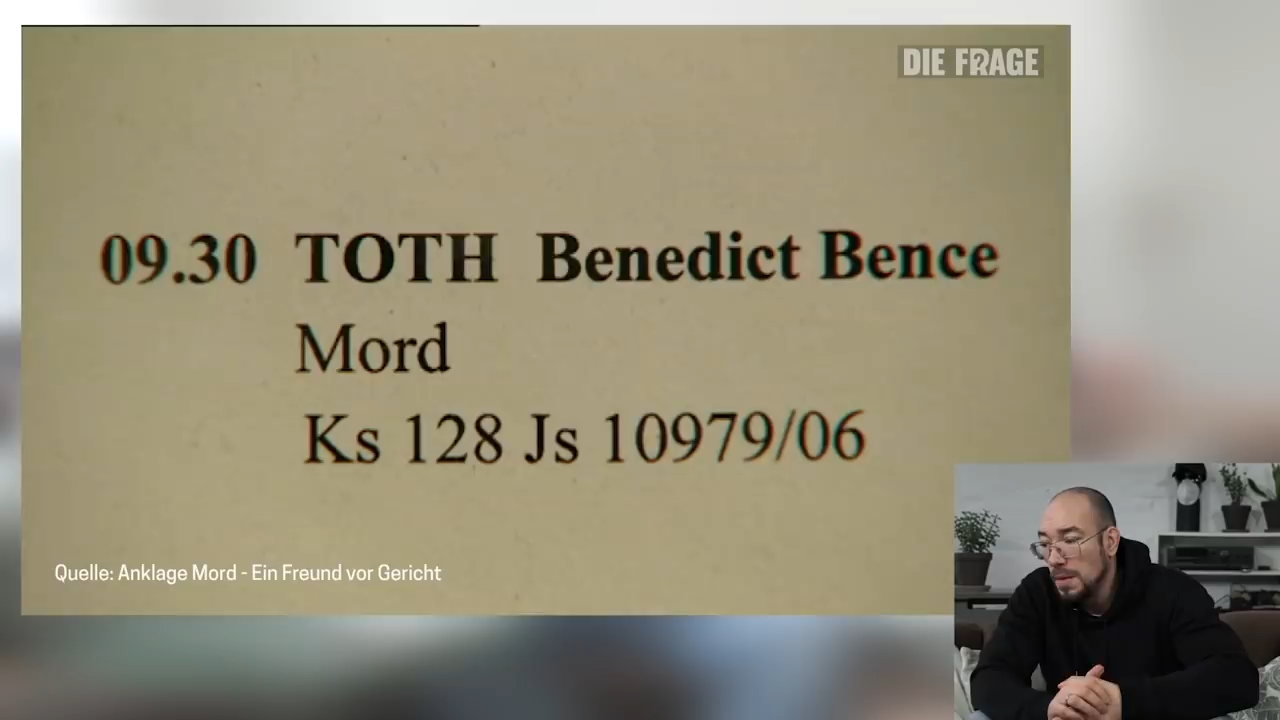 DIE FRAGE
09.30 TOTH Benedict Bence
Mord
Ks 128 Js 10979/06
Quelle: Anklage Mord - Ein Freund vor Gericht